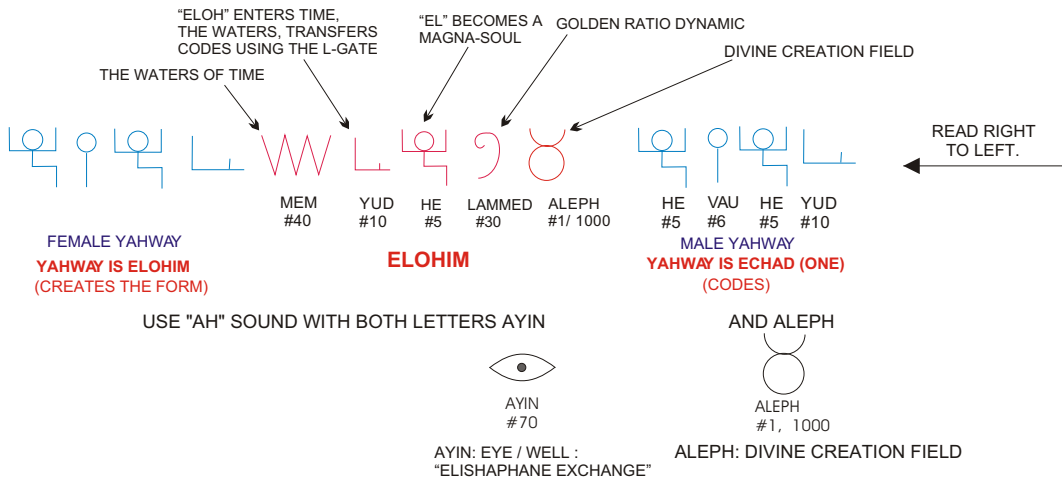 "ELOH" ENTERS TIME,
THE WATERS, TRANSFERS
CODES USING THE L-GATE
"EL" BECOMES A
MAGNA-SOUL
GOLDEN RATIO DYNAMIC
DIVINE CREATION FIELD
THE WATERS OF TIME
READ RIGHT
TO LEFT.
MEM
#40
YUD
#10
HE
#5
LAMMED
#30
ALEPH
#1/ 1000
HE
#5
VAU
#6
HE
#5
YUD
#10
FEMALE YAHWAY
YAHWAY IS ELOHIM
(CREATES THE FORM)
ELOHIM
MALE YAHWAY
YAHWAY IS ECHAD (ONE)
(CODES)
USE "AH" SOUND WITH BOTH LETTERS AYIN
AND ALEPH
AYIN
#70
ALEPH
#1, 1000
AYIN: EYE / WELL :
"ELISHAPHANE EXCHANGE"
ALEPH: DIVINE CREATION FIELD